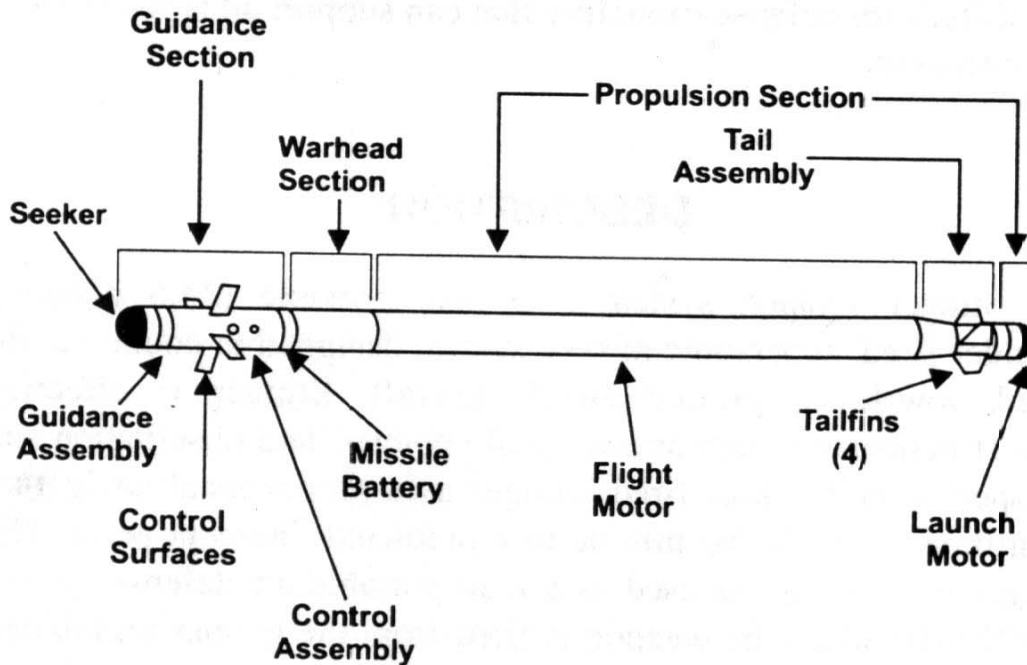 Guidance
Section
Propulsion Section
Tail
Assembly
Warhead
Section
Seeker
Guidance
Assembly
Missile
Battery
Tailfins
(4)
Flight
Motor
Control
Surfaces
Launch
Motor
Control
Assembly